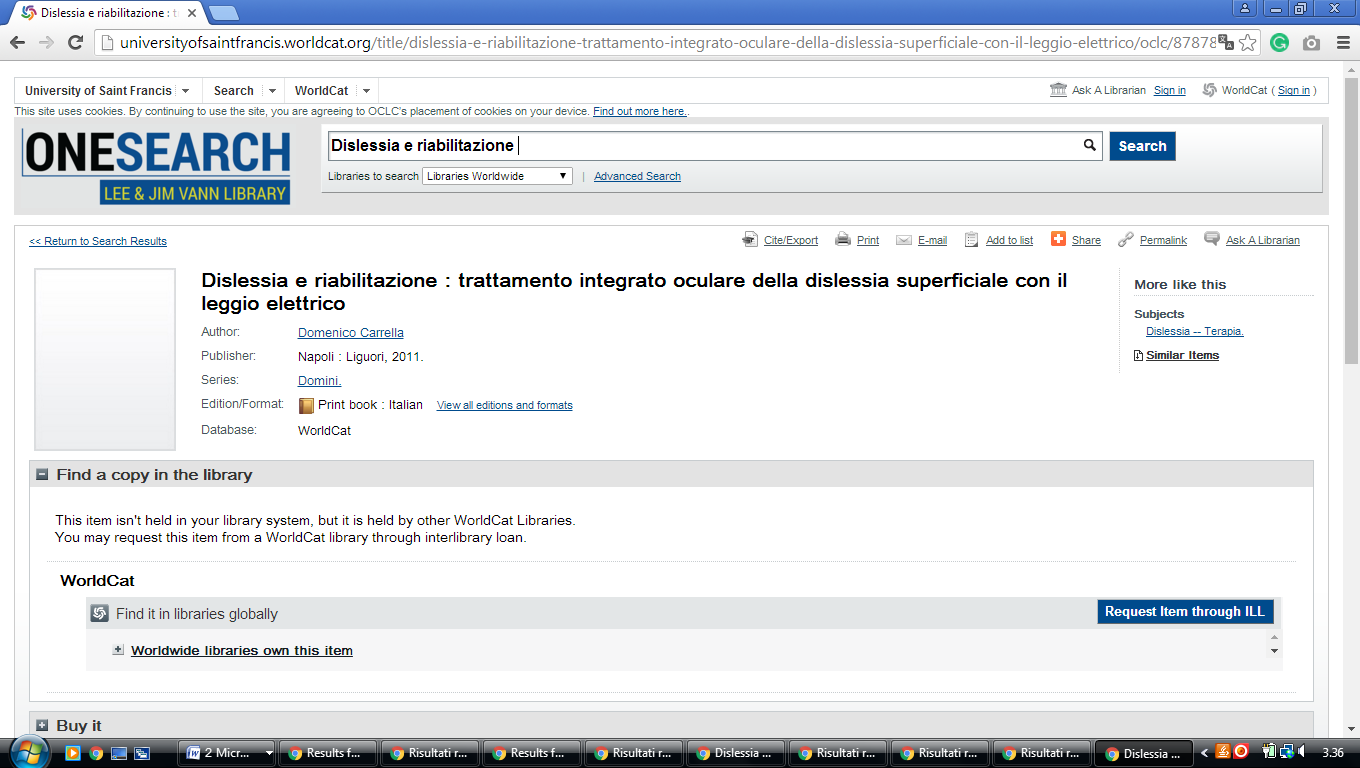 Dislessia e riabilitazione : t
universityofsaintfrancis.worldcat.org/title/dislessia-e-riabilitazione-trattamento-integrato-oculare-della-dislessia-superficiale-con-il-leggio-elettrico/oclc/87878
University of Saint Francis Search WorldCat Ask A Librarian Sign in WorldCat ( Sign in )
This site uses cookies. By continuing to use the site, you are agreeing to OCLC's placement of cookies on your device. Find out more here..
ONESEARCH
LEE & JIM VANN LIBRARY
Dislessia e riabilitazione Search
Libraries to search Libraries Worldwide | Advanced Search
<< Return to Search Results Cite/Export Print E-mail Add to list Share Permalink Ask A Librarian
Dislessia e riabilitazione : trattamento integrato oculare della dislessia superficiale con il
leggio elettrico
Author: Domenico Carrella
Publisher: Napoli : Liguori, 2011.
Series: Domini.
Edition/Format: Print book : Italian View all editions and formats
Database: WorldCat
More like this
Subjects
Dislessia -- Terapia.
Similar Items
Find a copy in the library
This item isn't held in your library system, but it is held by other WorldCat Libraries.
You may request this item from a WorldCat library through interlibrary loan.
WorldCat
Find it in libraries globally Request Item through ILL
Worldwide libraries own this item
Buy it
2 Micr... Results f... Risultati r... Results f... Risultati r... Dislessia ... Risultati r... Risultati r... Risultati r... Dislessia ... 3.36